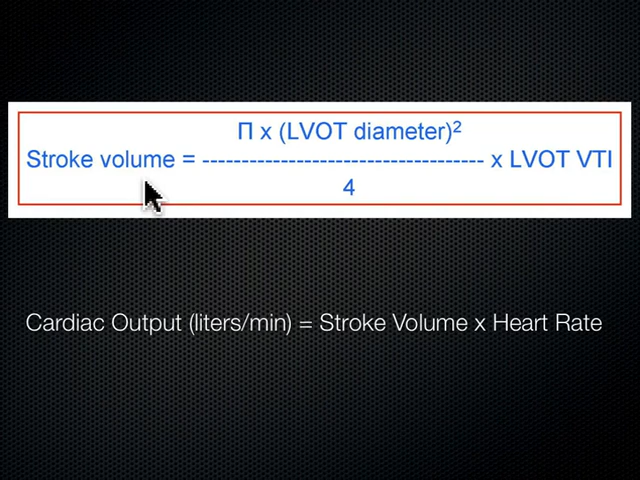 Π x (LVOT diameter)²
Stroke volume = ------------------------------------ x LVOT VTI
4
Cardiac Output (liters/min) = Stroke Volume x Heart Rate